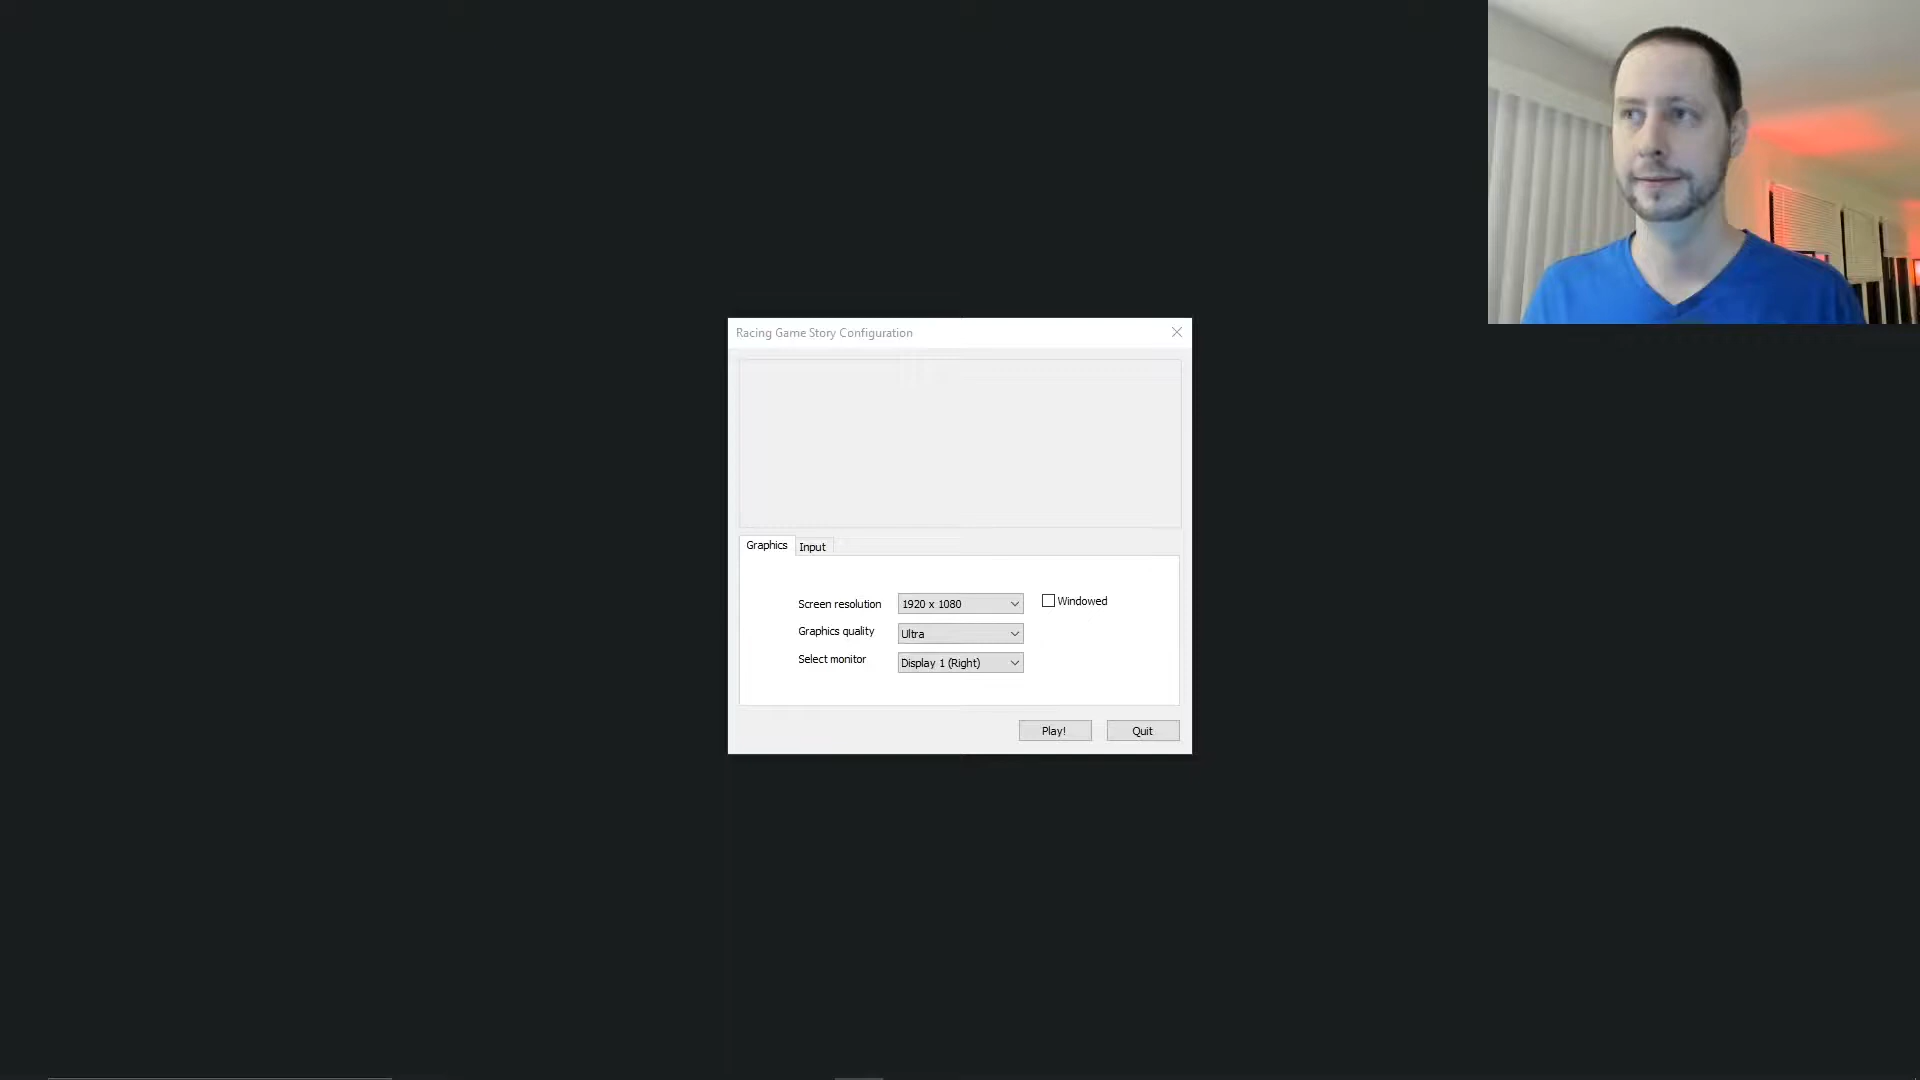 Racing Game Story Configuration
Graphics
Input
Screen resolution
1920 x 1080
Windowed
Graphics quality
Ultra
Select monitor
Display 1 (Right)
Play!
Quit